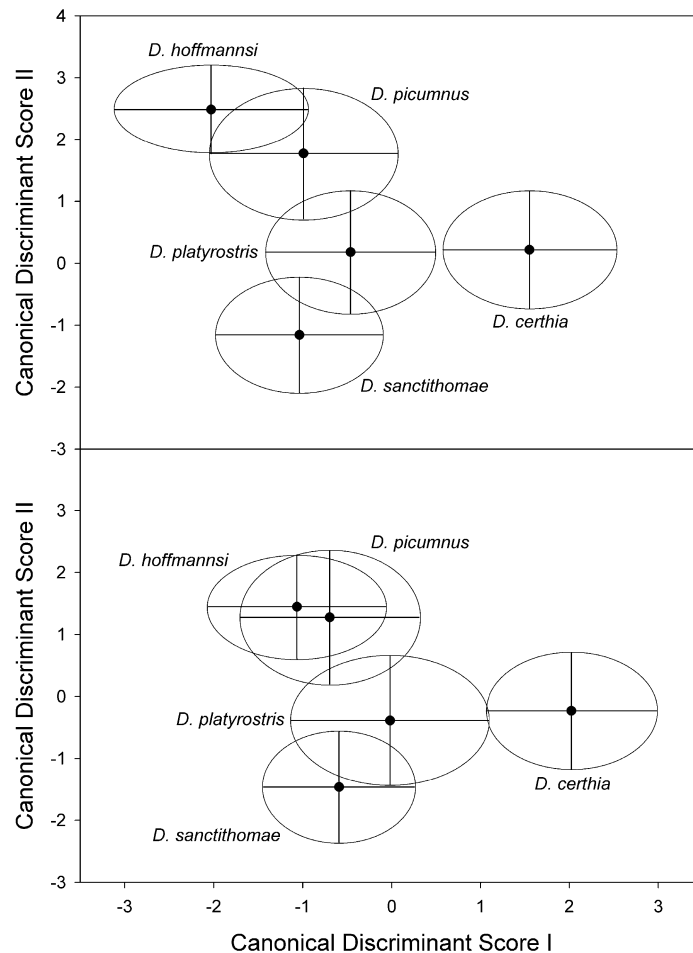 4
D. hoffmannsi
3
D. picumnus
2
1
D. platyrostris
0
D. certhia
-1
D. sanctithomae
-2
-3
Canonical Discriminant Score II
3
D. picumnus
D. hoffmannsi
2
1
0
D. platyrostris
D. certhia
-1
D. sanctithomae
-2
-3
Canonical Discriminant Score II
-3 -2 -1 0 1 2 3
Canonical Discriminant Score I